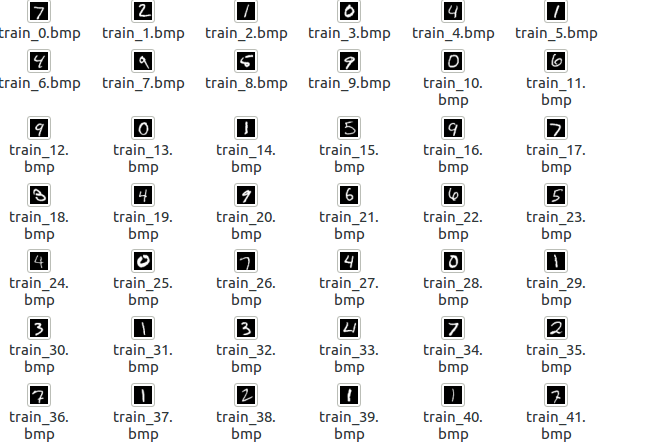 7 2 1 0 4 1
train_0.bmp train_1.bmp train_2.bmp train_3.bmp train_4.bmp train_5.bmp
4 9 5 9 0 6
train_6.bmp train_7.bmp train_8.bmp train_9.bmp train_10. train_11.
bmp bmp
9 0 1 5 9 7
train_12. train_13. train_14. train_15. train_16. train_17.
bmp bmp bmp bmp bmp bmp
3 4 9 6 6 5
train_18. train_19. train_20. train_21. train_22. train_23.
bmp bmp bmp bmp bmp bmp
4 0 7 4 0 1
train_24. train_25. train_26. train_27. train_28. train_29.
bmp bmp bmp bmp bmp bmp
3 1 3 4 7 2
train_30. train_31. train_32. train_33. train_34. train_35.
bmp bmp bmp bmp bmp bmp
7 1 2 1 1 7
train_36. train_37. train_38. train_39. train_40. train_41.
bmp bmp bmp bmp bmp bmp